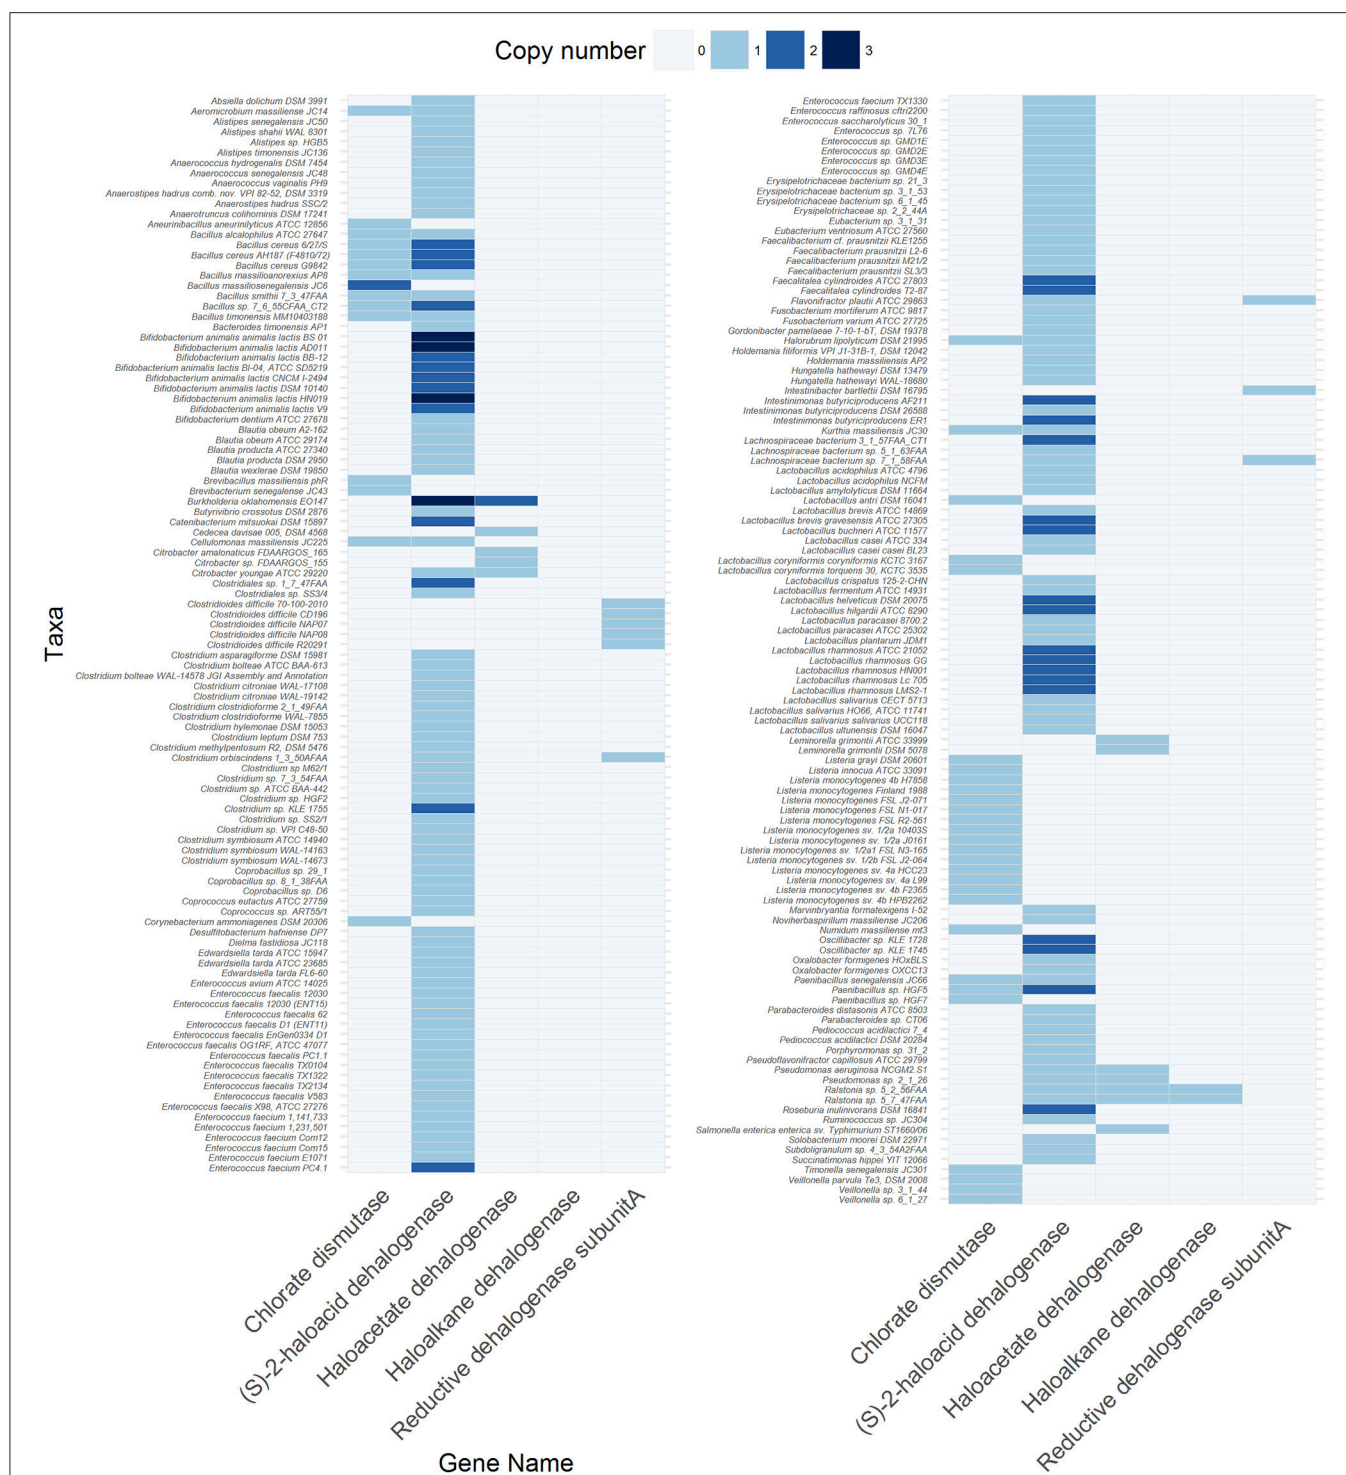 Copy number 0 1 2 3
Taxa
Absiella dolichum DSM 3991
Aeromicrobium massiliense JC14
Alistipes senegalensis JC50
Alistipes shahii WAL 8301
Alistipes sp. HGB5
Alistipes timonensis JC136
Anaerococcus hydrogenalis DSM 7454
Anaerococcus senegalensis JC48
Anaerococcus vaginalis PH9
Anaerostipes hadrus comb. nov. VPI 82-52, DSM 3319
Anaerostipes hadrus SSC/2
Anaerotruncus colihominis DSM 17241
Aneurinibacillus aneurinilyticus ATCC 12856
Bacillus alcalophilus ATCC 27647
Bacillus cereus 6/27/S
Bacillus cereus AH187 (F4810/72)
Bacillus cereus G9842
Bacillus massilioanorexius AP8
Bacillus massiliosenegalensis JC6
Bacillus smithii 7_3_47FAA
Bacillus sp. 7_6_55CFAA_CT2
Bacillus timonensis MM10403188
Bacteroides timonensis AP1
Bifidobacterium animalis lactis BS 01
Bifidobacterium animalis lactis AD011
Bifidobacterium animalis lactis BB-12
Bifidobacterium animalis lactis BI-04, ATCC SD5219
Bifidobacterium animalis lactis CNCM I-2494
Bifidobacterium animalis lactis DSM 10140
Bifidobacterium animalis lactis HN019
Bifidobacterium animalis lactis V9
Bifidobacterium dentium ATCC 27678
Blautia obeum A2-162
Blautia obeum ATCC 29174
Blautia producta ATCC 27340
Blautia producta DSM 2950
Blautia wexlerae DSM 19850
Brevibacillus massiliensis phR
Brevibacterium senegalense JC43
Burkholderia oklahomensis EO147
Butyrivibrio crossotus DSM 2876
Catenibacterium mitsuokai DSM 15897
Cedecea davisae 005, DSM 4568
Cellulomonas massiliensis JC225
Citrobacter amalonaticus FDAARGOS_165
Citrobacter sp. FDAARGOS_155
Citrobacter youngae ATCC 29220
Clostridiales sp. 1_7_47FAA
Clostridiales sp. SS3/4
Clostridioides difficile 70-100-2010
Clostridioides difficile CD196
Clostridioides difficile NAP07
Clostridioides difficile NAP08
Clostridioides difficile R20291
Clostridium asparagiforme DSM 15981
Clostridium bolteae ATCC BAA-613
Clostridium bolteae WAL-14578 JGI Assembly and Annotation
Clostridium citroniae WAL-17108
Clostridium citroniae WAL-19142
Clostridium clostridioforme 2_1_49FAA
Clostridium clostridioforme WAL-7855
Clostridium hylemonae DSM 15053
Clostridium leptum DSM 753
Clostridium methylpentosum R2, DSM 5476
Clostridium orbiscindens 1_3_50AFAA
Clostridium sp M62/1
Clostridium sp. 7_3_54FAA
Clostridium sp. ATCC BAA-442
Clostridium sp. HGF2
Clostridium sp. KLE 1755
Clostridium sp. SS2/1
Clostridium sp. VPI C48-50
Clostridium symbiosum ATCC 14940
Clostridium symbiosum WAL-14163
Clostridium symbiosum WAL-14673
Coprobacillus sp. 29_1
Coprobacillus sp. 8_1_38FAA
Coprobacillus sp. D6
Coprococcus eutactus ATCC 27759
Coprococcus sp. ART55/1
Corynebacterium ammoniagenes DSM 20306
Desulfitobacterium hafniense DP7
Dielma fastidiosa JC118
Edwardsiella tarda ATCC 15947
Edwardsiella tarda ATCC 23685
Edwardsiella tarda FL6-60
Enterococcus avium ATCC 14025
Enterococcus faecalis 12030
Enterococcus faecalis 12030 (ENT15)
Enterococcus faecalis 62
Enterococcus faecalis D1 (ENT11)
Enterococcus faecalis EnGen0334 D1
Enterococcus faecalis OG1RF, ATCC 47077
Enterococcus faecalis PC1.1
Enterococcus faecalis TX0104
Enterococcus faecalis TX1322
Enterococcus faecalis TX2134
Enterococcus faecalis V583
Enterococcus faecalis X98, ATCC 27276
Enterococcus faecium 1,141,733
Enterococcus faecium 1,231,501
Enterococcus faecium Com12
Enterococcus faecium Com15
Enterococcus faecium E1071
Enterococcus faecium PC4.1
Chlorate dismutase
(S)-2-haloacid dehalogenase
Haloacetate dehalogenase
Haloalkane dehalogenase
Reductive dehalogenase subunitA
Enterococcus faecium TX1330
Enterococcus raffinosus cftri2200
Enterococcus saccharolyticus 30_1
Enterococcus sp. 7L76
Enterococcus sp. GMD1E
Enterococcus sp. GMD2E
Enterococcus sp. GMD3E
Enterococcus sp. GMD4E
Erysipelotrichaceae bacterium sp. 21_3
Erysipelotrichaceae bacterium sp. 3_1_53
Erysipelotrichaceae bacterium sp. 6_1_45
Erysipelotrichaceae sp. 2_2_44A
Eubacterium sp. 3_1_31
Eubacterium ventriosum ATCC 27560
Faecalibacterium cf. prausnitzii KLE1255
Faecalibacterium prausnitzii L2-6
Faecalibacterium prausnitzii M21/2
Faecalibacterium prausnitzii SL3/3
Faecalitalea cylindroides ATCC 27803
Faecalitalea cylindroides T2-87
Flavonifractor plautii ATCC 29863
Fusobacterium mortiferum ATCC 9817
Fusobacterium varium ATCC 27725
Gordonibacter pamelaeae 7-10-1-bT, DSM 19378
Halorubrum lipolyticum DSM 21995
Holdemania filiformis VPI J1-31B-1, DSM 12042
Holdemania massiliensis AP2
Hungatella hathewayi DSM 13479
Hungatella hathewayi WAL-18680
Intestinibacter bartlettii DSM 16795
Intestinimonas butyriciproducens AF211
Intestinimonas butyriciproducens DSM 26588
Intestinimonas butyriciproducens ER1
Kurthia massiliensis JC30
Lachnospiraceae bacterium 3_1_57FAA_CT1
Lachnospiraceae bacterium sp. 5_1_63FAA
Lachnospiraceae bacterium sp. 7_1_58FAA
Lactobacillus acidophilus ATCC 4796
Lactobacillus acidophilus NCFM
Lactobacillus amylolyticus DSM 11664
Lactobacillus antri DSM 16041
Lactobacillus brevis ATCC 14869
Lactobacillus brevis gravesensis ATCC 27305
Lactobacillus buchneri ATCC 11577
Lactobacillus casei ATCC 334
Lactobacillus casei casei BL23
Lactobacillus coryniformis coryniformis KCTC 3167
Lactobacillus coryniformis torquens 30, KCTC 3535
Lactobacillus crispatus 125-2-CHN
Lactobacillus fermentum ATCC 14931
Lactobacillus helveticus DSM 20075
Lactobacillus hilgardii ATCC 8290
Lactobacillus paracasei 8700:2
Lactobacillus paracasei ATCC 25302
Lactobacillus plantarum JDM1
Lactobacillus rhamnosus ATCC 21052
Lactobacillus rhamnosus GG
Lactobacillus rhamnosus HN001
Lactobacillus rhamnosus Lc 705
Lactobacillus rhamnosus LMS2-1
Lactobacillus salivarius CECT 5713
Lactobacillus salivarius HO66, ATCC 11741
Lactobacillus salivarius salivarius UCC118
Lactobacillus ultunensis DSM 16047
Leminorella grimontii ATCC 33999
Leminorella grimontii DSM 5078
Listeria grayi DSM 20601
Listeria innocua ATCC 33091
Listeria monocytogenes 4b H7858
Listeria monocytogenes Finland 1988
Listeria monocytogenes FSL J2-071
Listeria monocytogenes FSL N1-017
Listeria monocytogenes FSL R2-561
Listeria monocytogenes sv. 1/2a 10403S
Listeria monocytogenes sv. 1/2a J0161
Listeria monocytogenes sv. 1/2a1 FSL N3-165
Listeria monocytogenes sv. 1/2b FSL J2-064
Listeria monocytogenes sv. 4a HCC23
Listeria monocytogenes sv. 4a L99
Listeria monocytogenes sv. 4b F2365
Listeria monocytogenes sv. 4b HPB2262
Marvinbryantia formatexigens I-52
Noviherbaspirillum massiliense JC206
Numidum massiliense mt3
Oscillibacter sp. KLE 1728
Oscillibacter sp. KLE 1745
Oxalobacter formigenes HOxBLS
Oxalobacter formigenes OXCC13
Paenibacillus senegalensis JC66
Paenibacillus sp. HGF5
Paenibacillus sp. HGF7
Parabacteroides distasonis ATCC 8503
Parabacteroides sp. CT06
Pediococcus acidilactici 7_4
Pediococcus acidilactici DSM 20284
Porphyromonas sp. 31_2
Pseudoflavonifractor capillosus ATCC 29799
Pseudomonas aeruginosa NCGM2.S1
Pseudomonas sp. 2_1_26
Ralstonia sp. 5_2_56FAA
Ralstonia sp. 5_7_47FAA
Roseburia inulinivorans DSM 16841
Ruminococcus sp. JC304
Salmonella enterica enterica sv. Typhimurium ST1660/06
Solobacterium moorei DSM 22971
Subdoligranulum sp. 4_3_54A2FAA
Succinatimonas hippei YIT 12066
Timonella senegalensis JC301
Veillonella parvula Te3, DSM 2008
Veillonella sp. 3_1_44
Veillonella sp. 6_1_27
Chlorate dismutase
(S)-2-haloacid dehalogenase
Haloacetate dehalogenase
Haloalkane dehalogenase
Reductive dehalogenase subunitA
Gene Name